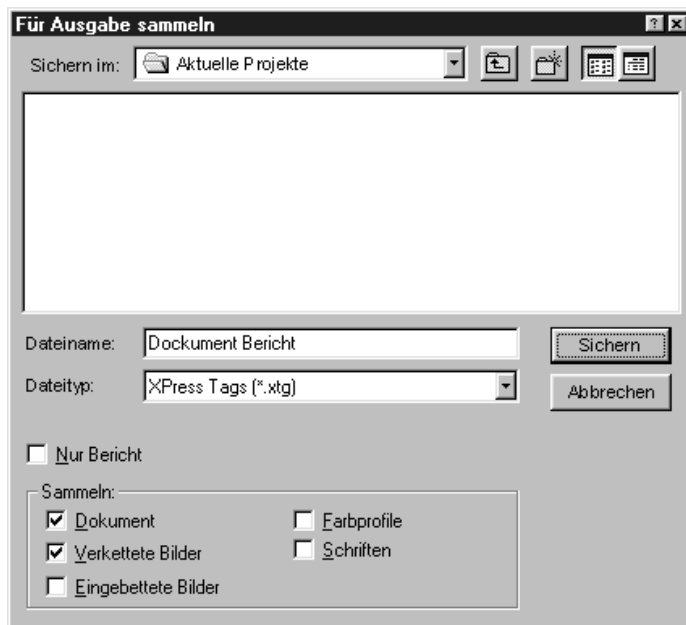 Für Ausgabe sammeln
Sichern im: Aktuelle Projekte
Dateiname: Dockument Bericht Sichern
Dateityp: XPress Tags (*.xtg) Abbrechen
Nur Bericht
Sammeln:
Dokument Farbprofile
Verkettete Bilder Schriften
Eingebettete Bilder